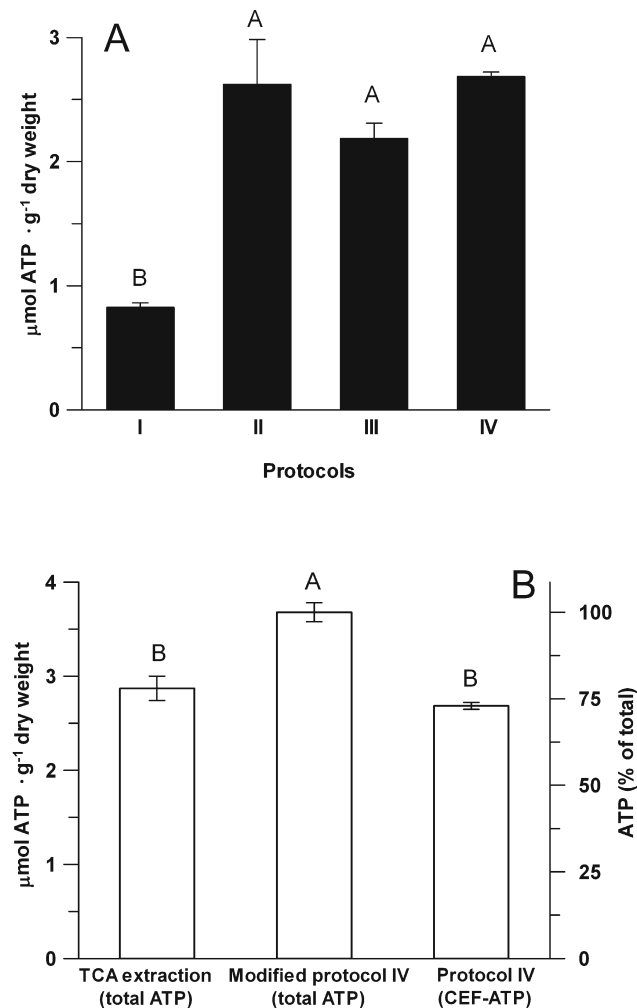 A
3
2
1
0
µmol ATP · g⁻¹ dry weight
B
A
A
A
I
II
III
IV
Protocols
B
4
3
2
1
0
µmol ATP · g⁻¹ dry weight
B
A
B
100
75
50
25
0
ATP (% of total)
TCA extraction Modified protocol IV Protocol IV
(total ATP) (total ATP) (CEF-ATP)